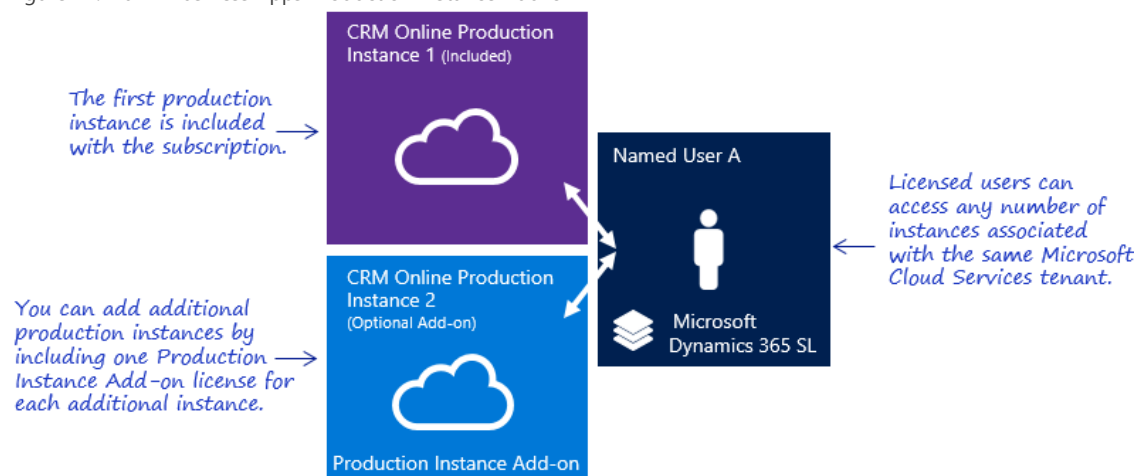 CRM Online Production
Instance 1 (Included)
The first production
instance is included
with the subscription.
Named User A
Licensed users can
access any number of
instances associated
with the same Microsoft
Cloud Services tenant.
Microsoft
Dynamics 365 SL
CRM Online Production
Instance 2
(Optional Add-on)
You can add additional
production instances by
including one Production
Instance Add-on license for
each additional instance.
Production Instance Add-on